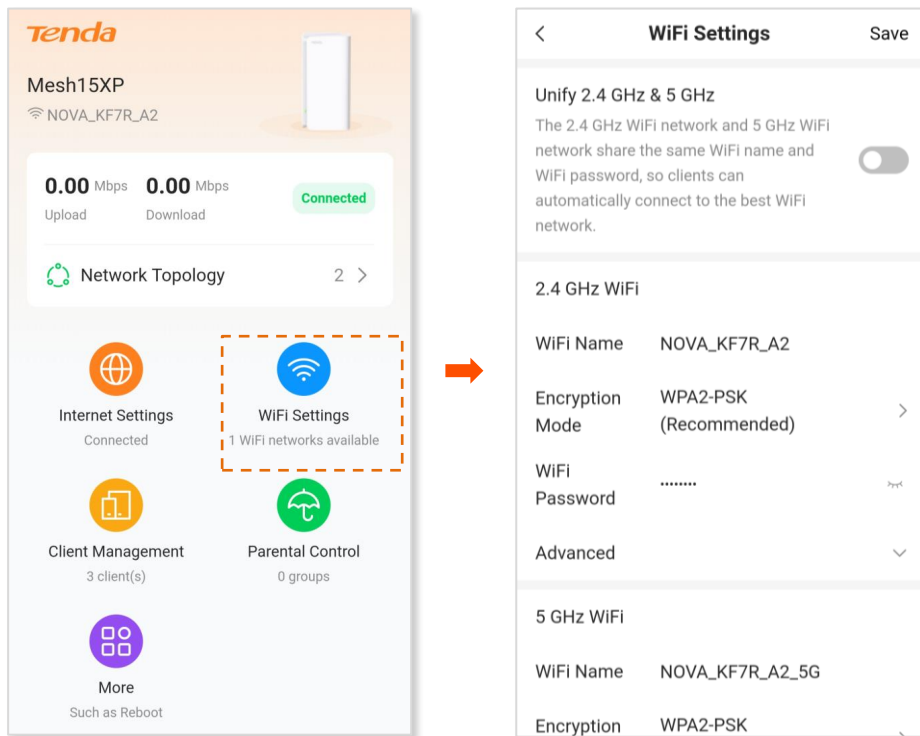 Tenda
Mesh15XP
NOVA_KF7R_A2
0.00 Mbps 0.00 Mbps
Upload Download
Connected
Network Topology 2
Internet Settings
Connected
WiFi Settings
1 WiFi networks available
Client Management
3 client(s)
Parental Control
0 groups
More
Such as Reboot
WiFi Settings Save
Unify 2.4 GHz & 5 GHz
The 2.4 GHz WiFi network and 5 GHz WiFi
network share the same WiFi name and
WiFi password, so clients can
automatically connect to the best WiFi
network.
2.4 GHz WiFi
WiFi Name NOVA_KF7R_A2
Encryption Mode
WPA2-PSK
(Recommended)
WiFi
Password ········
Advanced
5 GHz WiFi
WiFi Name NOVA_KF7R_A2_5G
Encryption WPA2-PSK